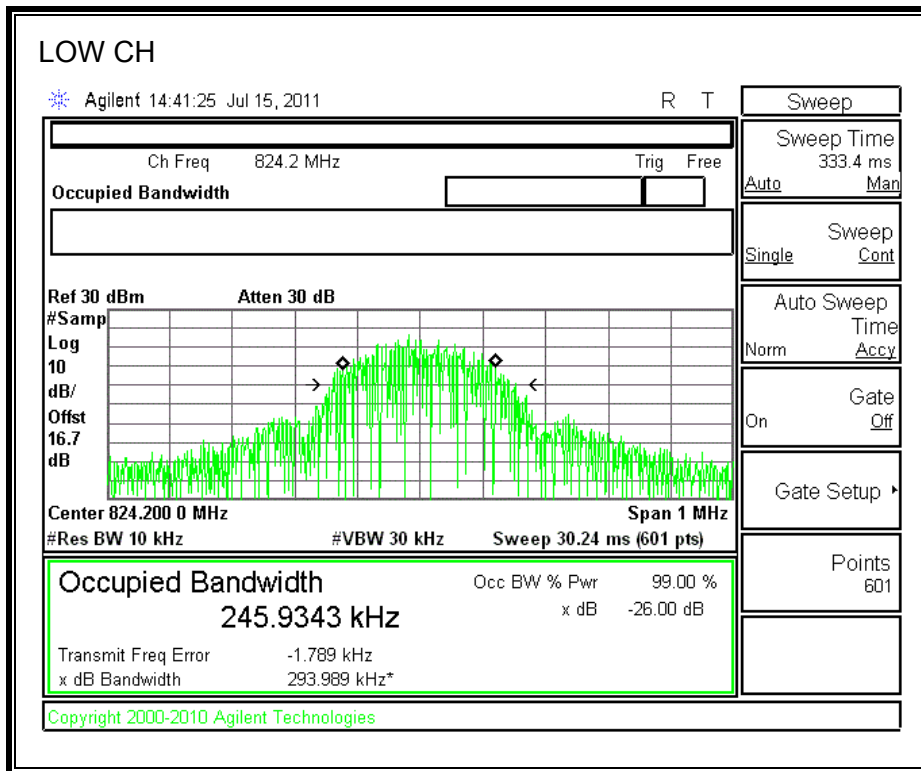 LOW CH
Agilent 14:41:25 Jul 15, 2011 R T
Ch Freq 824.2 MHz Trig Free
Occupied Bandwidth
Ref 30 dBm Atten 30 dB
#Samp
Log
10
dB/
Offst
16.7
dB
Center 824.200 0 MHz Span 1 MHz
#Res BW 10 kHz #VBW 30 kHz Sweep 30.24 ms (601 pts)
Occupied Bandwidth Occ BW % Pwr 99.00 %
245.9343 kHz x dB -26.00 dB
Transmit Freq Error -1.789 kHz
x dB Bandwidth 293.989 kHz*
Copyright 2000-2010 Agilent Technologies
Sweep
Sweep Time
333.4 ms
Auto Man
Sweep
Single Cont
Auto Sweep
Time
Norm Accy
Gate
On Off
Gate Setup
Points
601